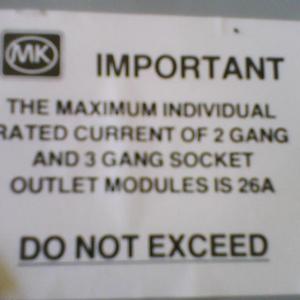 MK
IMPORTANT
THE MAXIMUM INDIVIDUAL
RATED CURRENT OF 2 GANG
AND 3 GANG SOCKET
OUTLET MODULES IS 26A
DO NOT EXCEED